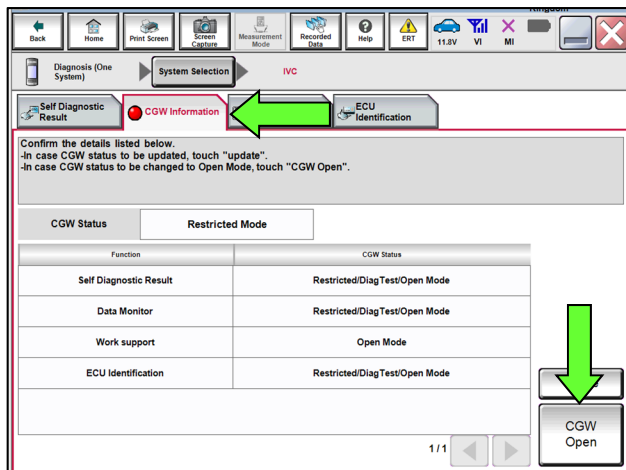 Back
Home
Print Screen
Screen
Capture
Measurement
Mode
Recorded
Data
Help
ERT
11.8V
VI
MI
Diagnosis (One
System)
System Selection
IVC
Self Diagnostic
Result
CGW Information
ECU
Identification
Confirm the details listed below.
-In case CGW status to be updated, touch "update".
-In case CGW status to be changed to Open Mode, touch "CGW Open".
CGW Status
Restricted Mode
Function
CGW Status
Self Diagnostic Result
Restricted/DiagTest/Open Mode
Data Monitor
Restricted/DiagTest/Open Mode
Work support
Open Mode
ECU Identification
Restricted/DiagTest/Open Mode
CGW
Open
1/1